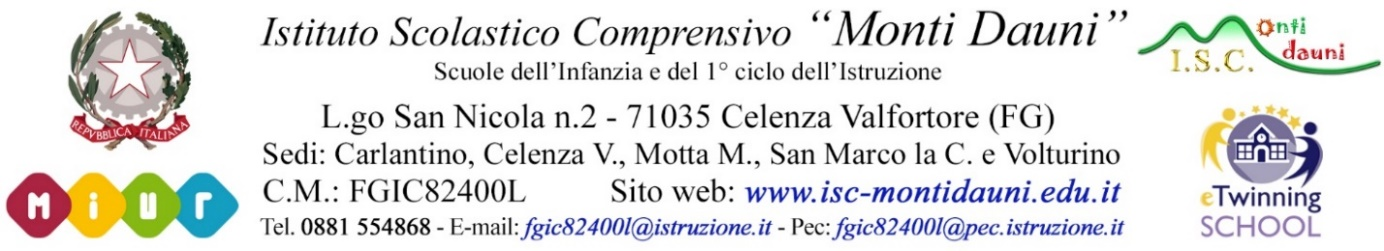 Istituto Scolastico Comprensivo “Monti Dauni”
Scuole dell’Infanzia e del 1° ciclo dell’Istruzione
L.go San Nicola n.2 - 71035 Celenza Valfortore (FG)
Sedi: Carlantino, Celenza V., Motta M., San Marco la C. e Volturino
C.M.: FGIC82400L Sito web: www.isc-montidauni.edu.it
Tel. 0881 554868 - E-mail: fgic82400l@istruzione.it - Pec: fgic82400l@pec.istruzione.it
REPVBBLICA ITALIANA
MIUR
I.S.C. Monti dauni
eTwinning
SCHOOL